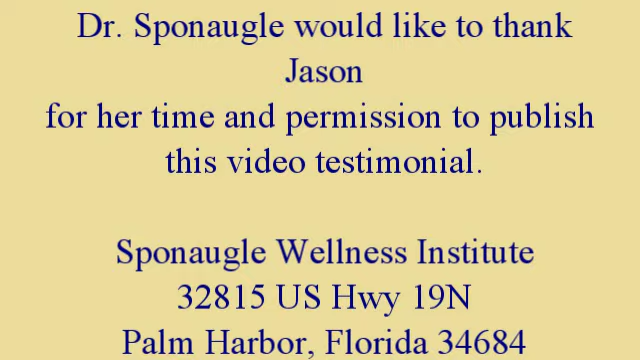 Dr. Sponaugle would like to thank
Jason
for her time and permission to publish
this video testimonial.
Sponaugle Wellness Institute
32815 US Hwy 19N
Palm Harbor, Florida 34684